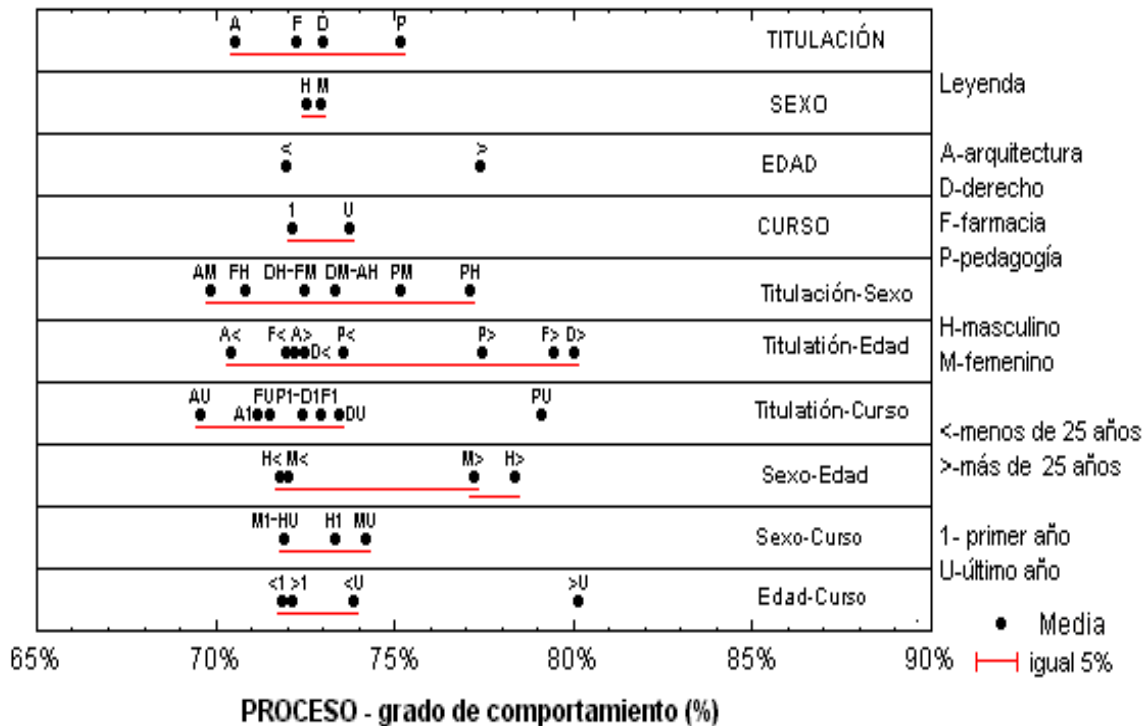 A F D P
TITULACIÓN
H M
SEXO
< >
EDAD
1 U
CURSO
AM FH DH-FM DM-AH PM PH
Titulación-Sexo
A< F< A> D< P< P> F> D>
Titulatión-Edad
AU A1 FU P1-D1F1 DU PU
Titulatión-Curso
H< M< M> H>
Sexo-Edad
M1-HU H1 MU
Sexo-Curso
<1 >1 <U >U
Edad-Curso
65% 70% 75% 80% 85% 90%
PROCESO - grado de comportamiento (%)
Leyenda
A-arquitectura
D-derecho
F-farmacia
P-pedagogía
H-masculino
M-femenino
<-menos de 25 años
>-más de 25 años
1- primer año
U-último año
Media
igual 5%